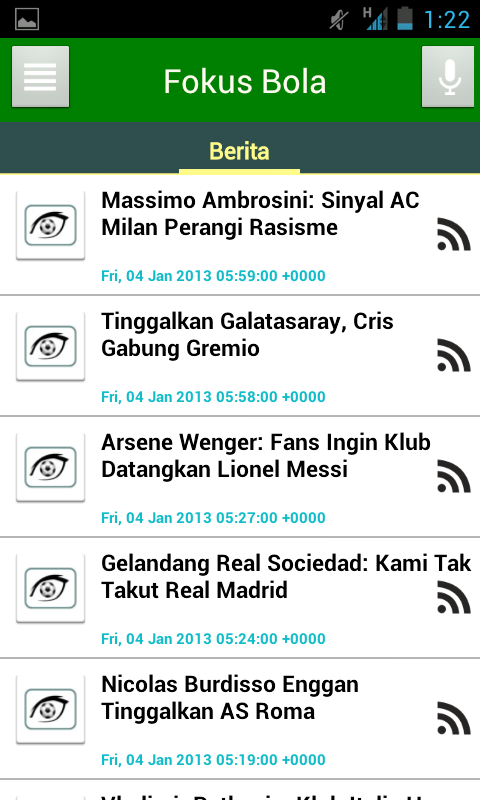 H
1:22
Fokus Bola
Berita
Massimo Ambrosini: Sinyal AC
Milan Perangi Rasisme
Fri, 04 Jan 2013 05:59:00 +0000
Tinggalkan Galatasaray, Cris
Gabung Gremio
Fri, 04 Jan 2013 05:58:00 +0000
Arsene Wenger: Fans Ingin Klub
Datangkan Lionel Messi
Fri, 04 Jan 2013 05:27:00 +0000
Gelandang Real Sociedad: Kami Tak
Takut Real Madrid
Fri, 04 Jan 2013 05:24:00 +0000
Nicolas Burdisso Enggan
Tinggalkan AS Roma
Fri, 04 Jan 2013 05:19:00 +0000